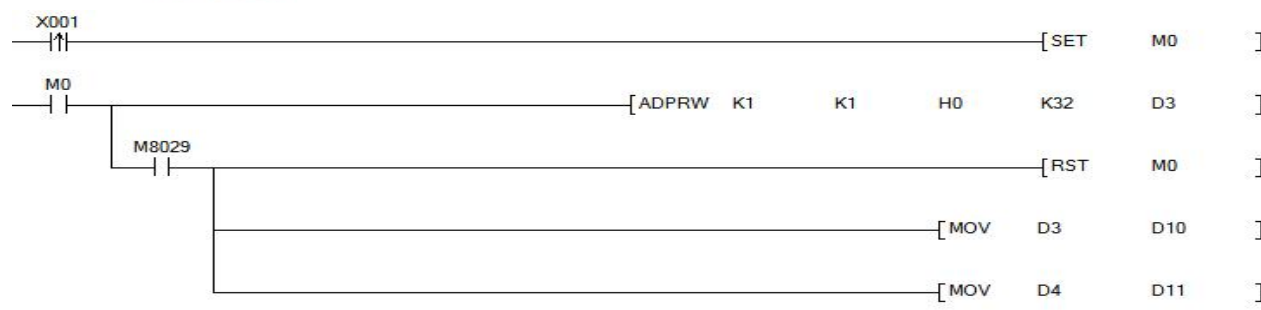 X001
[ SET M0 ]
M0
[ ADPRW K1 K1 H0 K32 D3 ]
M8029
[ RST M0 ]
[ MOV D3 D10 ]
[ MOV D4 D11 ]